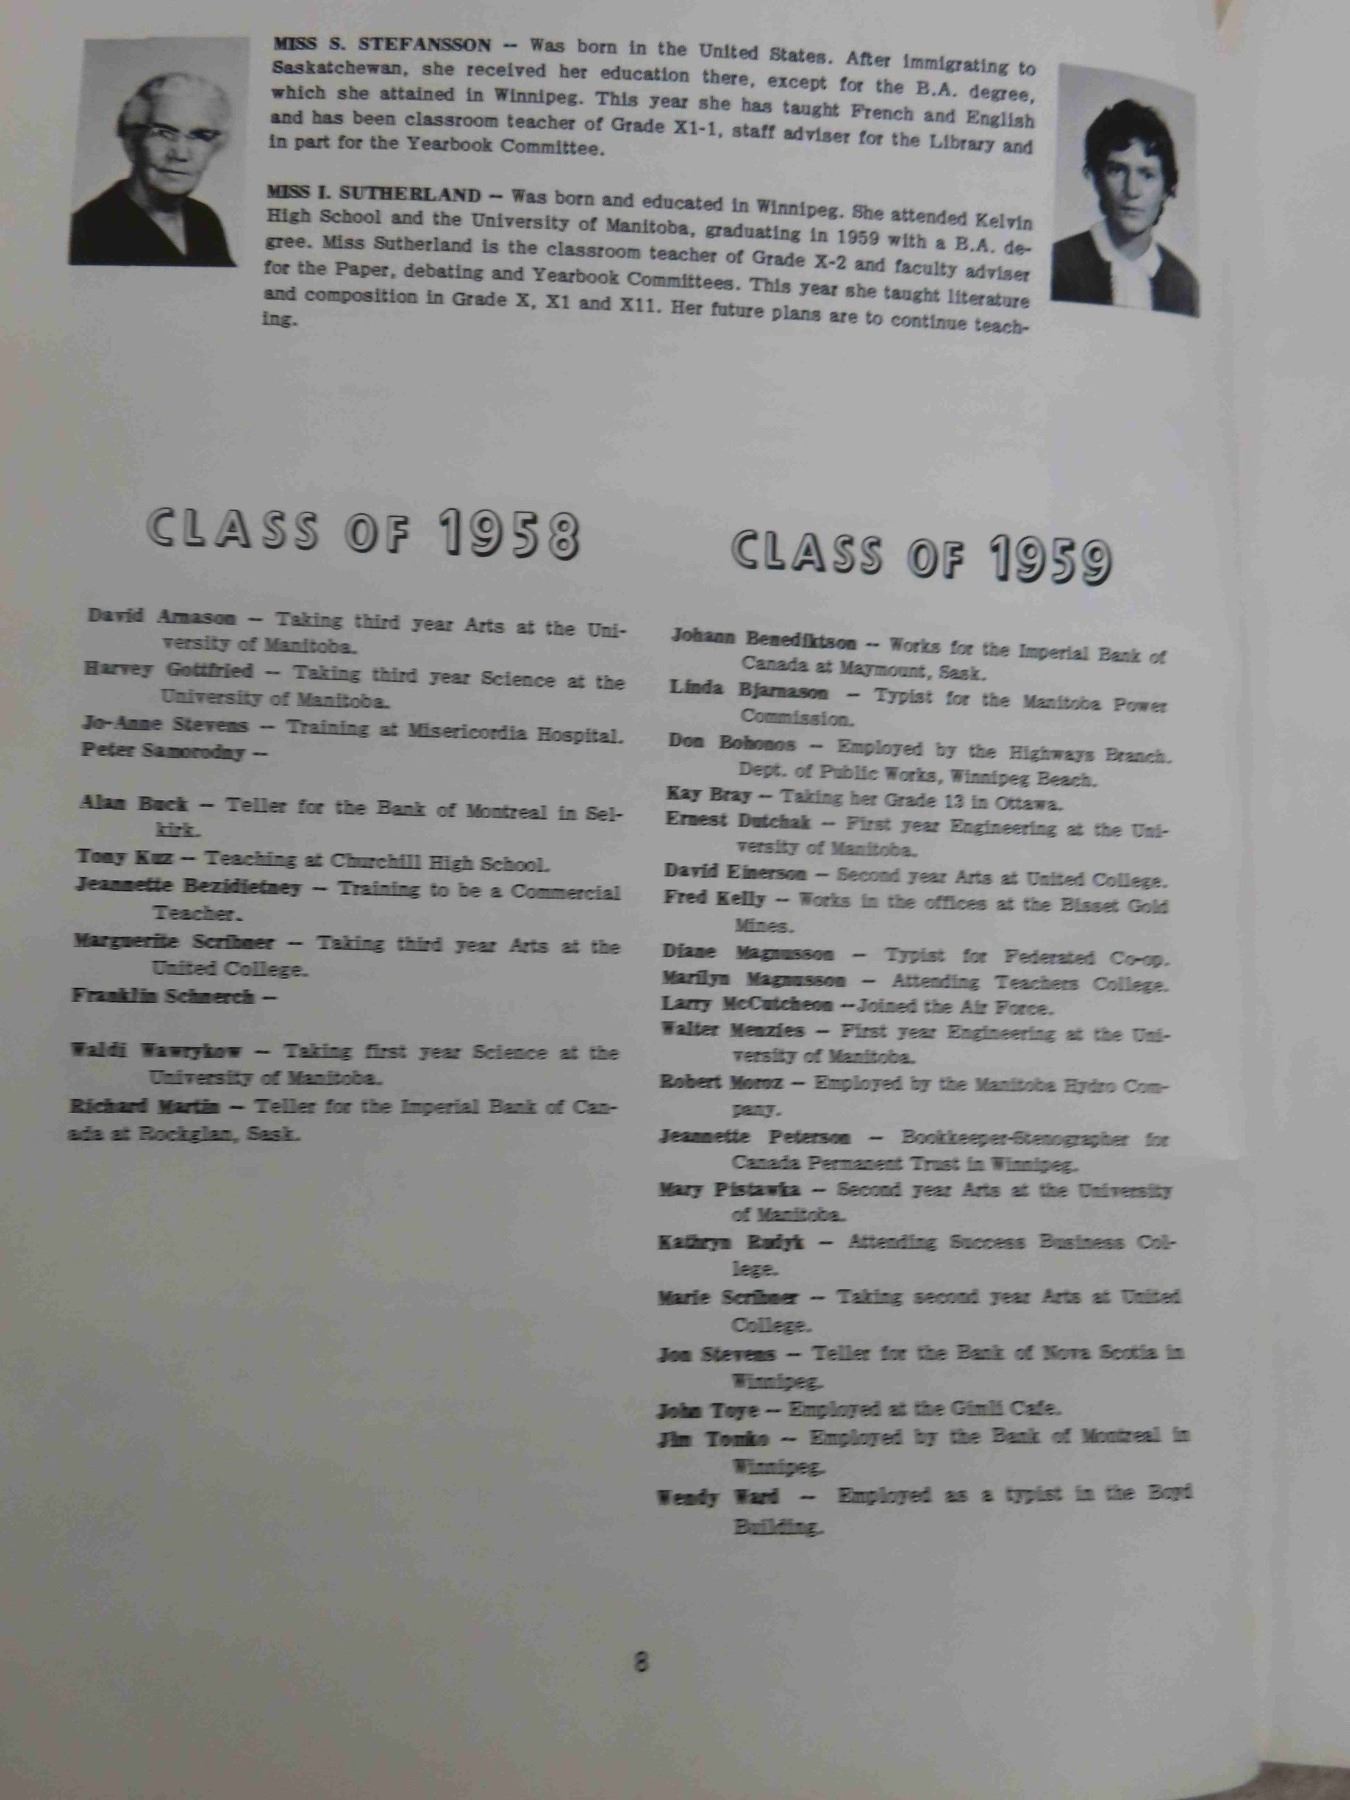 MISS S. STEFANSSON -- Was born in the United States. After immigrating to
Saskatchewan, she received her education there, except for the B.A. degree,
which she attained in Winnipeg. This year she has taught French and English
and has been classroom teacher of Grade X1-1, staff adviser for the Library and
in part for the Yearbook Committee.
MISS I. SUTHERLAND -- Was born and educated in Winnipeg. She attended Kelvin
High School and the University of Manitoba, graduating in 1959 with a B.A. de-
gree. Miss Sutherland is the classroom teacher of Grade X-2 and faculty adviser
for the Paper, debating and Yearbook Committees. This year she taught literature
and composition in Grade X, X1 and X11. Her future plans are to continue teach-
ing.
CLASS OF 1958
David Arnason -- Taking third year Arts at the Uni-
versity of Manitoba.
Harvey Gottfried -- Taking third year Science at the
University of Manitoba.
Jo-Anne Stevens -- Training at Misericordia Hospital.
Peter Samorodny --
Alan Buck -- Teller for the Bank of Montreal in Sel-
kirk.
Tony Kuz -- Teaching at Churchill High School.
Jeannette Bezidietney -- Training to be a Commercial
Teacher.
Marguerite Scribner -- Taking third year Arts at the
United College.
Franklin Schnerch --
Waldi Wawrykow -- Taking first year Science at the
University of Manitoba.
Richard Martin -- Teller for the Imperial Bank of Can-
ada at Rockglan, Sask.
CLASS OF 1959
Johann Benediktson -- Works for the Imperial Bank of
Canada at Maymount, Sask.
Linda Bjarnason -- Typist for the Manitoba Power
Commission.
Don Bohonos -- Employed by the Highways Branch.
Dept. of Public Works, Winnipeg Beach.
Kay Bray -- Taking her Grade 13 in Ottawa.
Ernest Dutchak -- First year Engineering at the Uni-
versity of Manitoba.
David Einerson -- Second year Arts at United College.
Fred Kelly -- Works in the offices at the Bisset Gold
Mines.
Diane Magnusson -- Typist for Federated Co-op.
Marilyn Magnusson -- Attending Teachers College.
Larry McCutcheon --Joined the Air Force.
Walter Menzies -- First year Engineering at the Uni-
versity of Manitoba.
Robert Moroz -- Employed by the Manitoba Hydro Com-
pany.
Jeannette Peterson -- Bookkeeper-Stenographer for
Canada Permanent Trust in Winnipeg.
Mary Pistawka -- Second year Arts at the University
of Manitoba.
Kathryn Rudyk -- Attending Success Business Col-
lege.
Marie Scribner -- Taking second year Arts at United
College.
Jon Stevens -- Teller for the Bank of Nova Scotia in
Winnipeg.
John Toye -- Employed at the Gimli Cafe.
Jim Tomko -- Employed by the Bank of Montreal in
Winnipeg.
Wendy Ward -- Employed as a typist in the Boyd
Building.
8